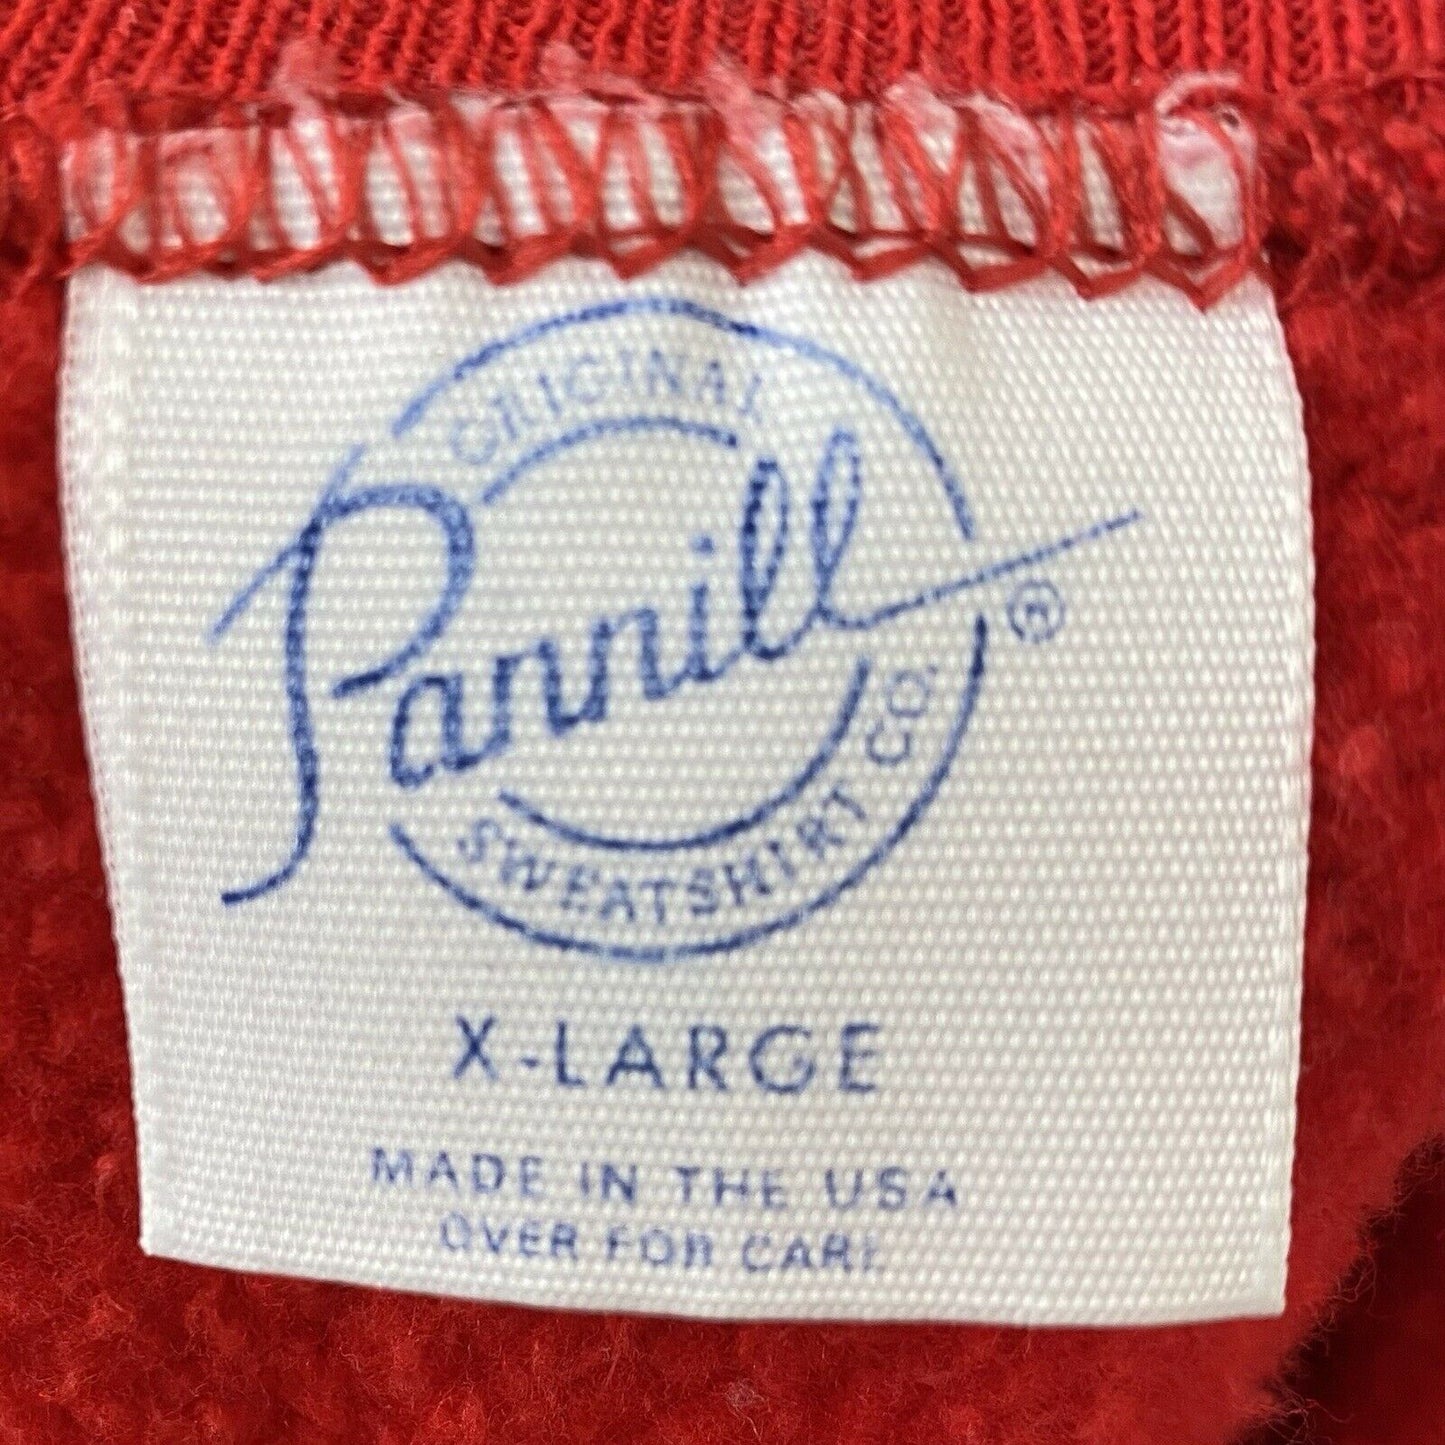 ORIGINAL
Pannill ®
SWEATSHIRT CO.
X-LARGE
MADE IN THE USA
OVER FOR CARE